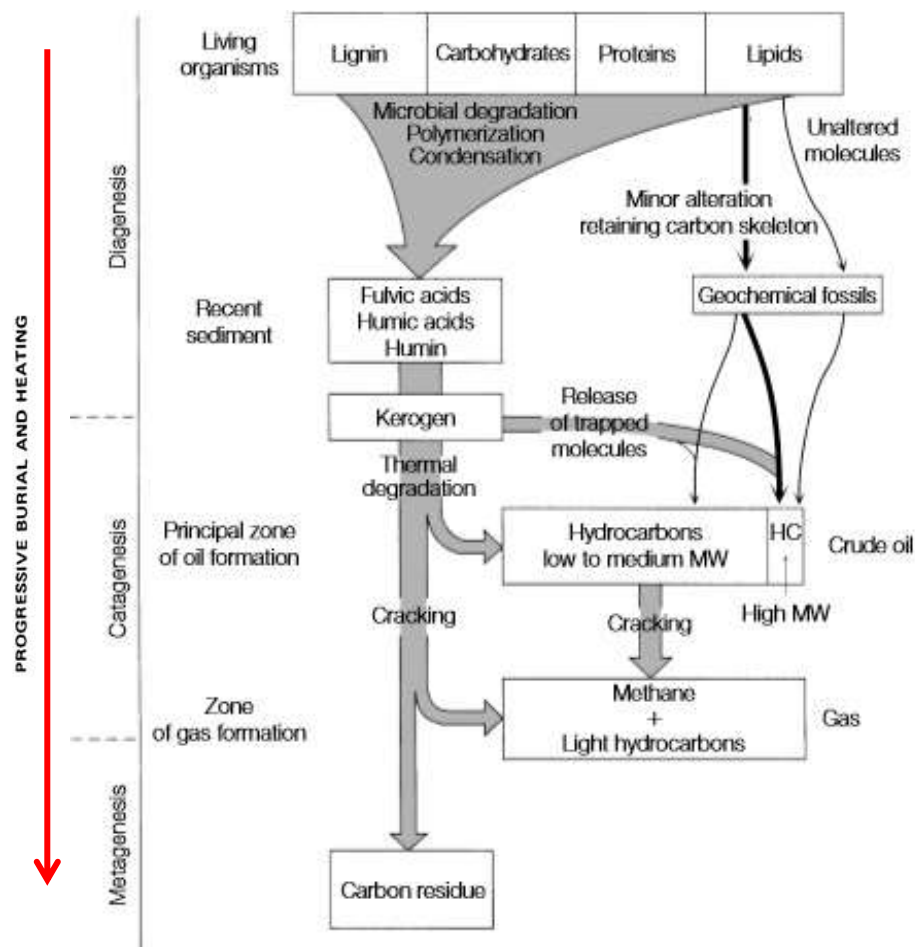 Living
organisms
Lignin
Carbohydrates
Proteins
Lipids
Microbial degradation
Polymerization
Condensation
Unaltered
molecules
Minor alteration
retaining carbon skeleton
Diagenesis
Recent
sediment
Fulvic acids
Humic acids
Humin
Geochemical fossils
PROGRESSIVE BURIAL AND HEATING
Kerogen
Release
of trapped
molecules
Thermal
degradation
Catagenesis
Principal zone
of oil formation
Hydrocarbons
low to medium MW
HC
Crude oil
High MW
Cracking
Cracking
Zone
of gas formation
Methane
+
Light hydrocarbons
Gas
Metagenesis
Carbon residue